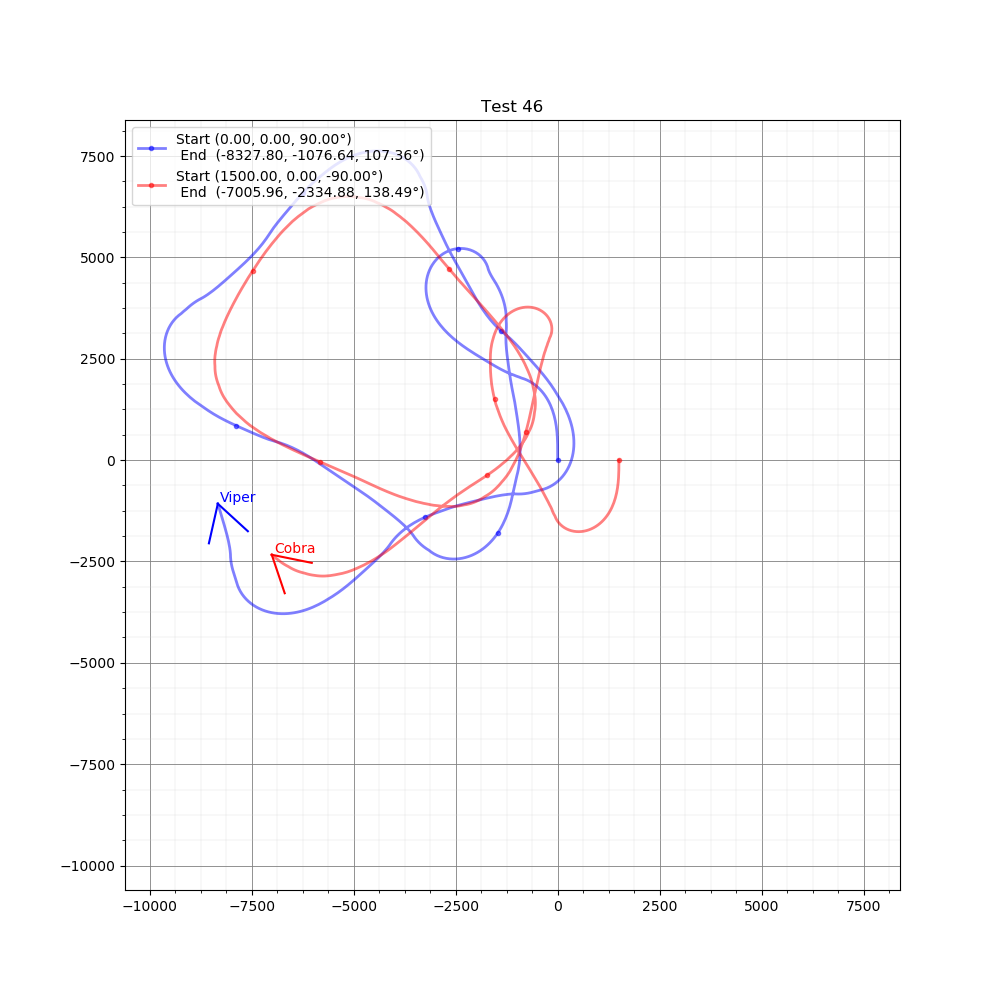 Test 46
Start (0.00, 0.00, 90.00°)
End  (-8327.80, -1076.64, 107.36°)
Start (1500.00, 0.00, -90.00°)
End  (-7005.96, -2334.88, 138.49°)
7500
5000
2500
0
−2500
−5000
−7500
−10000
Viper
Cobra
−10000 −7500 −5000 −2500 0 2500 5000 7500